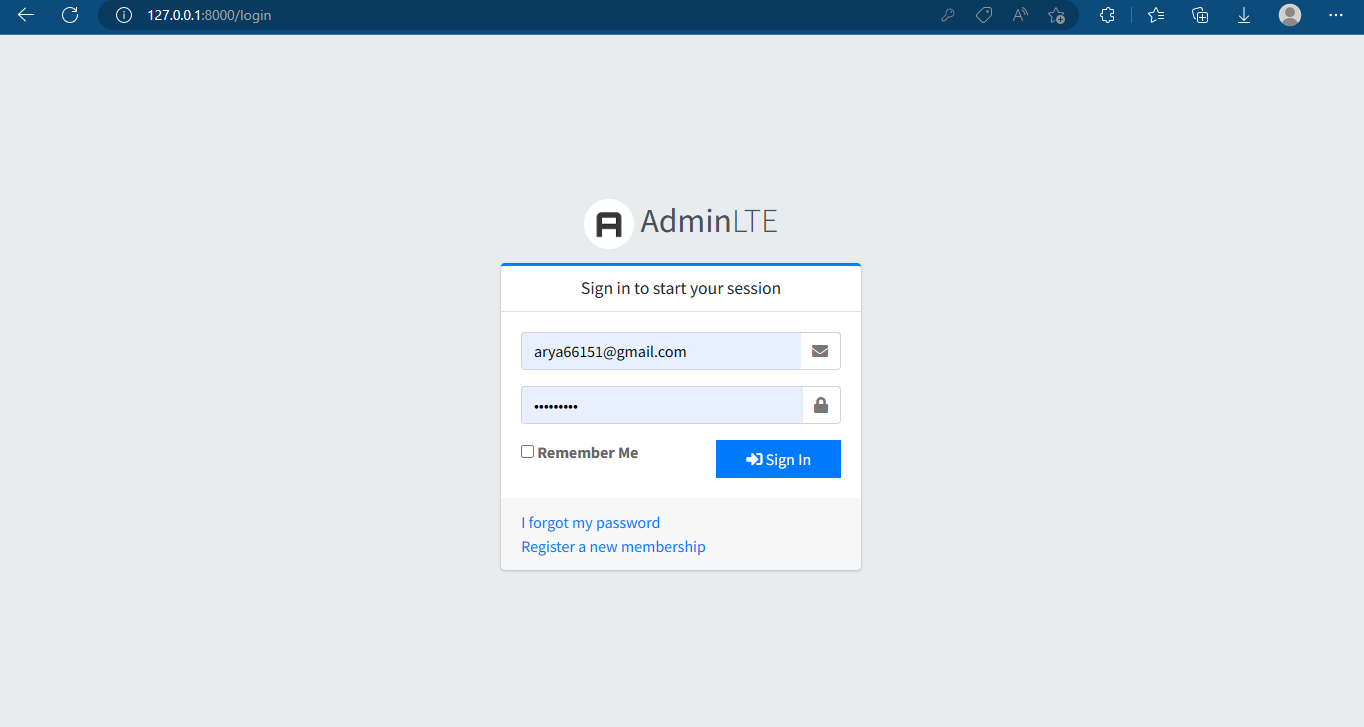 127.0.0.1:8000/login
AdminLTE
Sign in to start your session
arya66151@gmail.com
•••••••••
Remember Me
Sign In
I forgot my password
Register a new membership